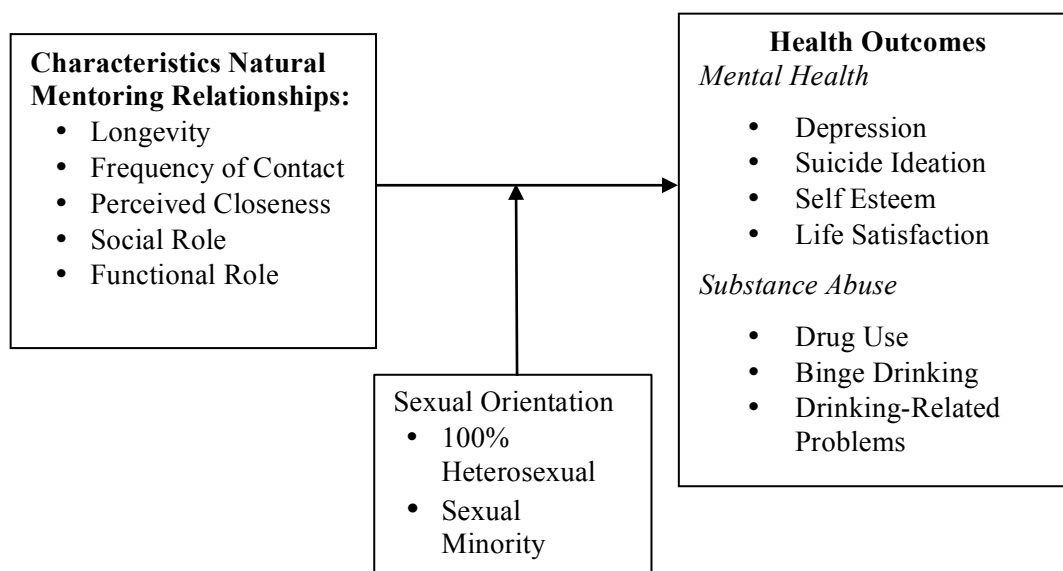 Characteristics Natural
Mentoring Relationships:
• Longevity
• Frequency of Contact
• Perceived Closeness
• Social Role
• Functional Role
Health Outcomes
Mental Health
• Depression
• Suicide Ideation
• Self Esteem
• Life Satisfaction
Substance Abuse
• Drug Use
• Binge Drinking
• Drinking-Related
Problems
Sexual Orientation
• 100%
Heterosexual
• Sexual
Minority